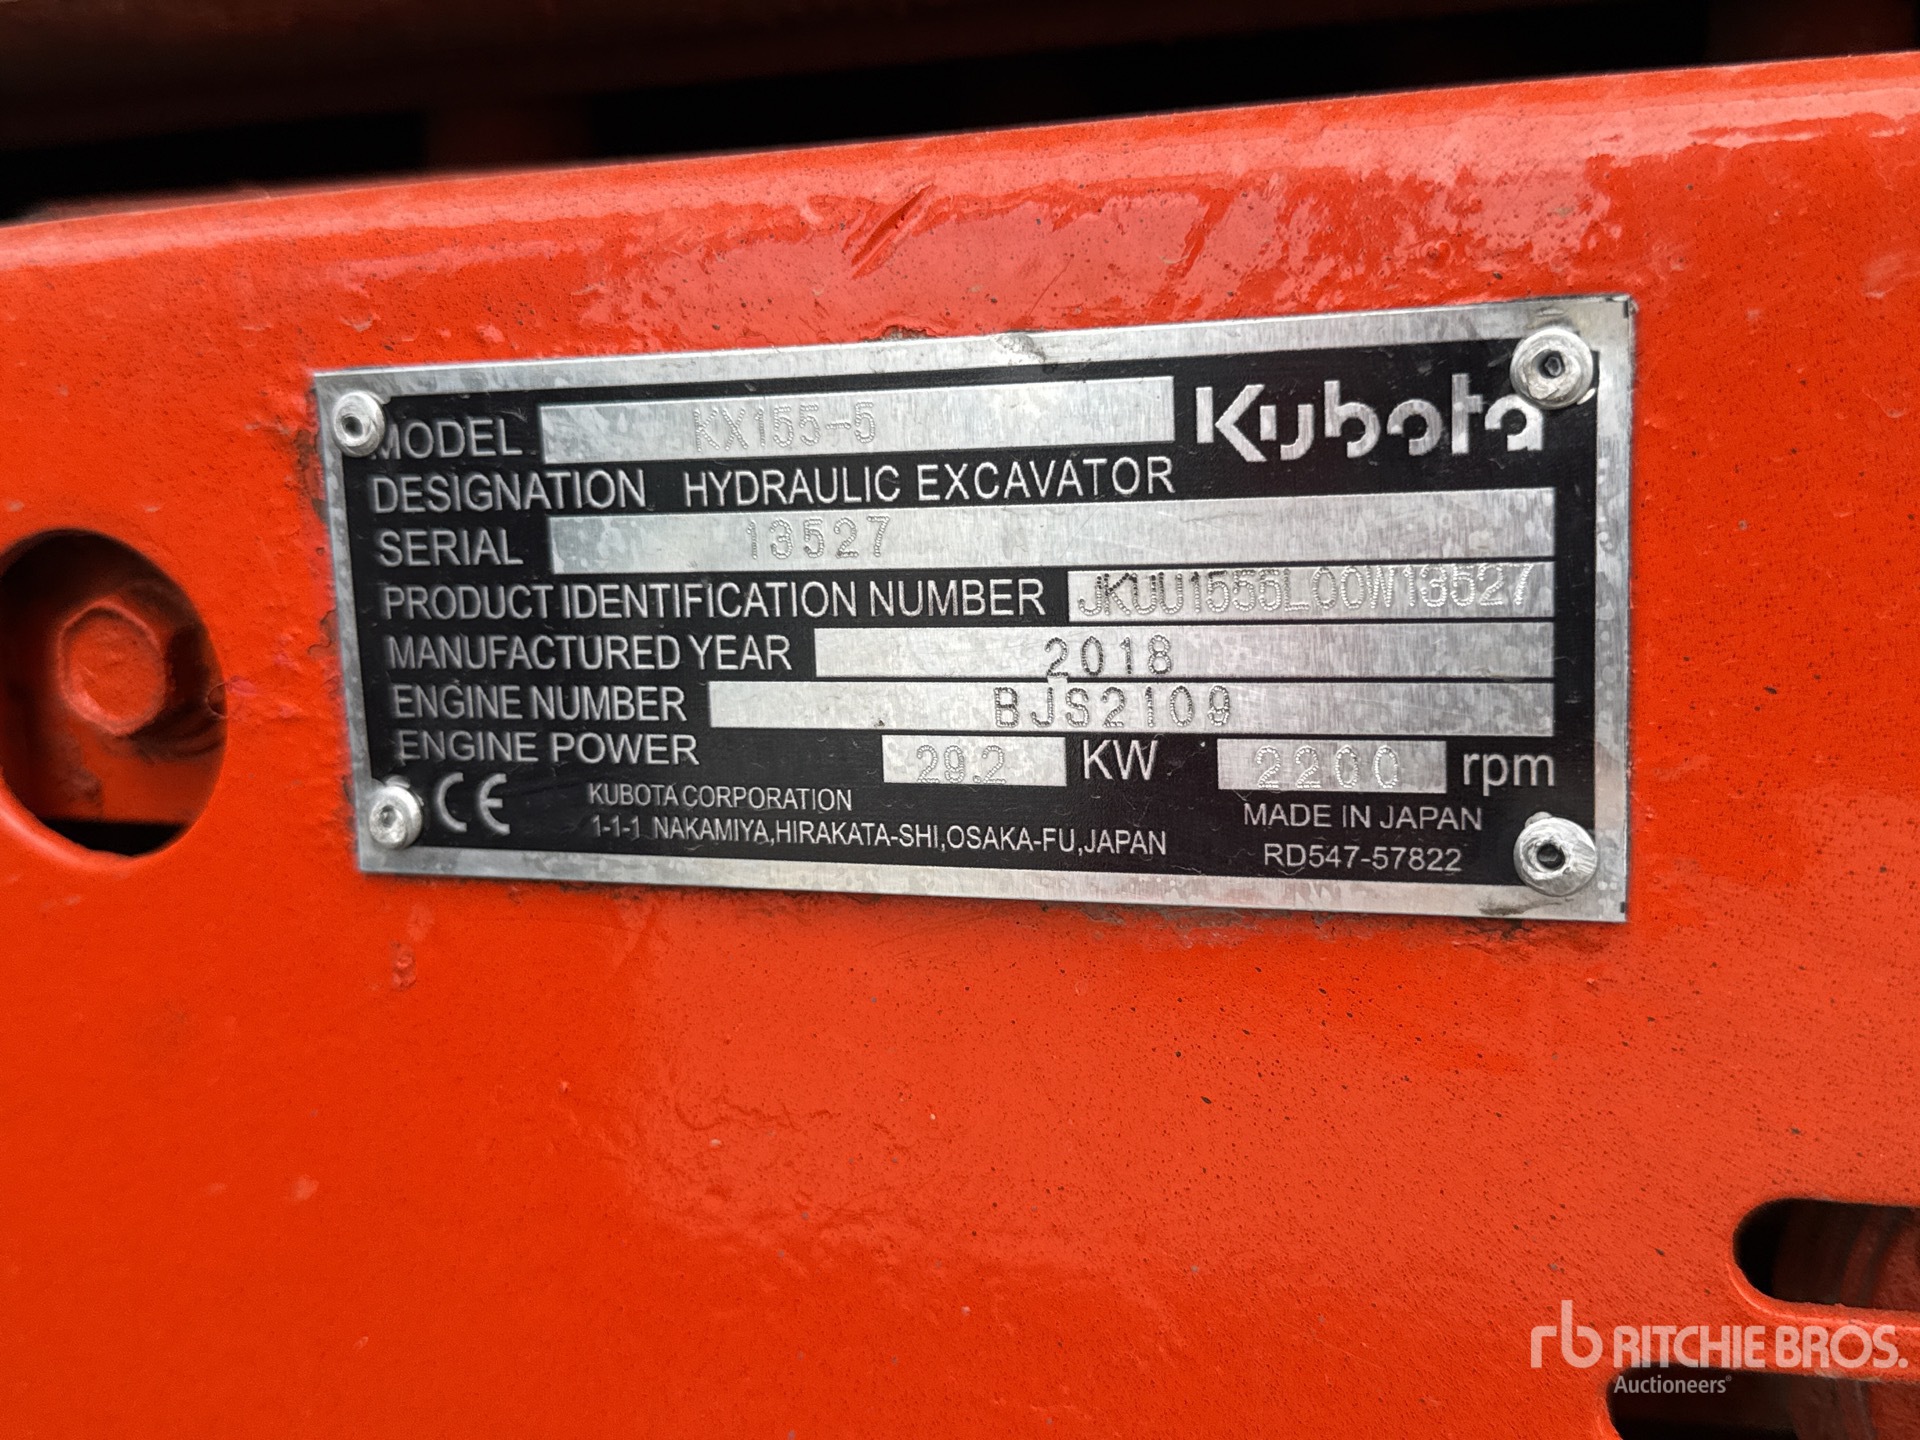 MODEL KX155-5 Kubota
DESIGNATION HYDRAULIC EXCAVATOR
SERIAL 13527
PRODUCT IDENTIFICATION NUMBER JKUU1555L00W13527
MANUFACTURED YEAR 2018
ENGINE NUMBER BJS2109
ENGINE POWER 29.2 KW 2200 rpm
CE KUBOTA CORPORATION MADE IN JAPAN
1-1-1 NAKAMIYA,HIRAKATA-SHI,OSAKA-FU,JAPAN RD547-57822
rb RITCHIE BROS.
Auctioneers